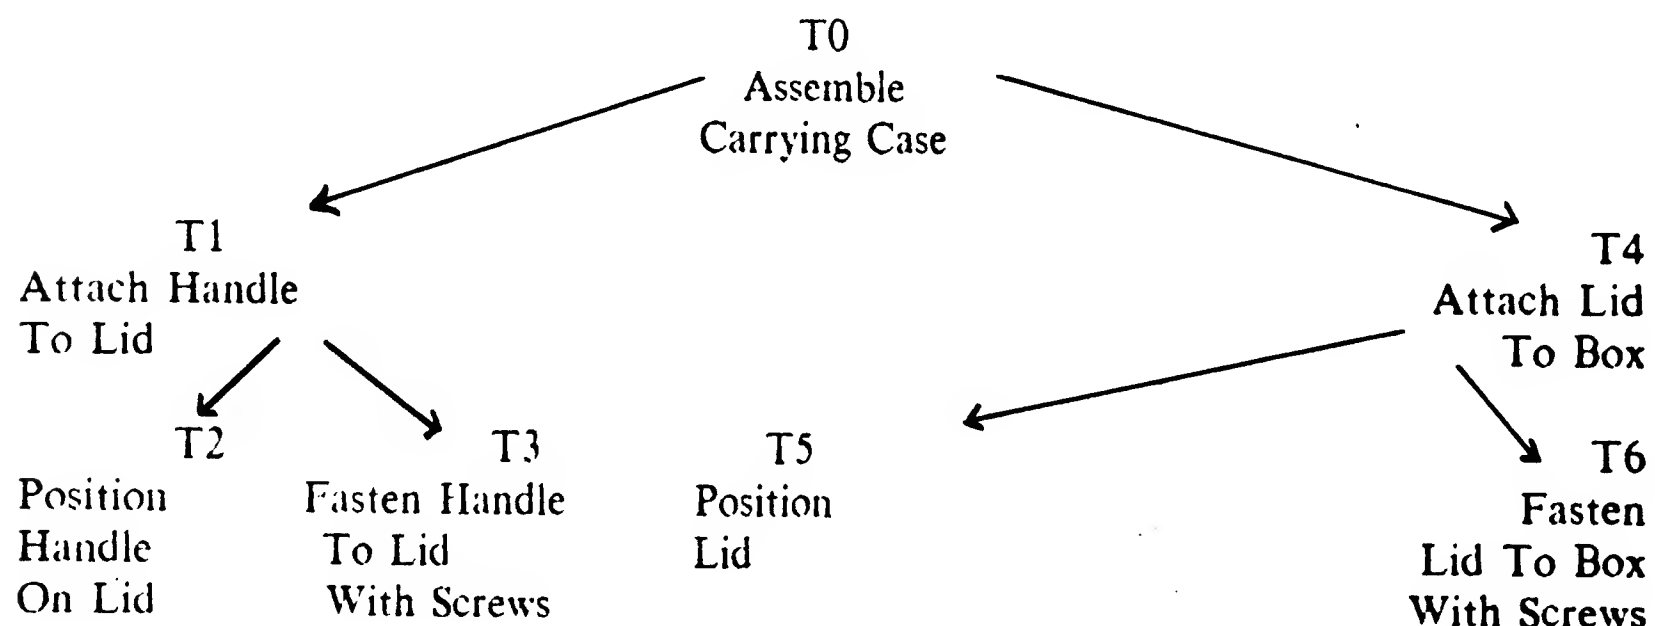 T0
Assemble
Carrying Case
T1
Attach Handle
To Lid
T4
Attach Lid
To Box
T2
Position
Handle
On Lid
T3
Fasten Handle
To Lid
With Screws
T5
Position
Lid
T6
Fasten
Lid To Box
With Screws